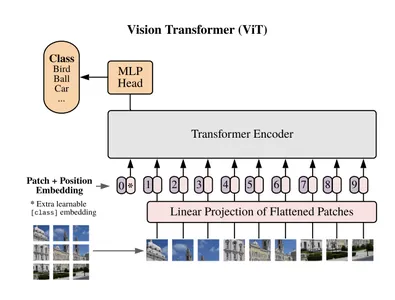 Vision Transformer (ViT)
Class
Bird
Ball
Car
...
MLP
Head
Transformer Encoder
Patch + Position
Embedding
0 * 1 2 3 4 5 6 7 8 9
* Extra learnable
[class] embedding
Linear Projection of Flattened Patches